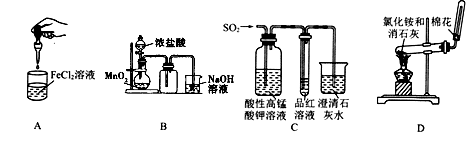 FeCl₂溶液
A
浓盐酸
MnO₂
NaOH
溶液
B
SO₂
酸性高锰
酸钾溶液
品红
溶液
澄清石
灰水
C
氯化铵和
消石灰
棉花
D